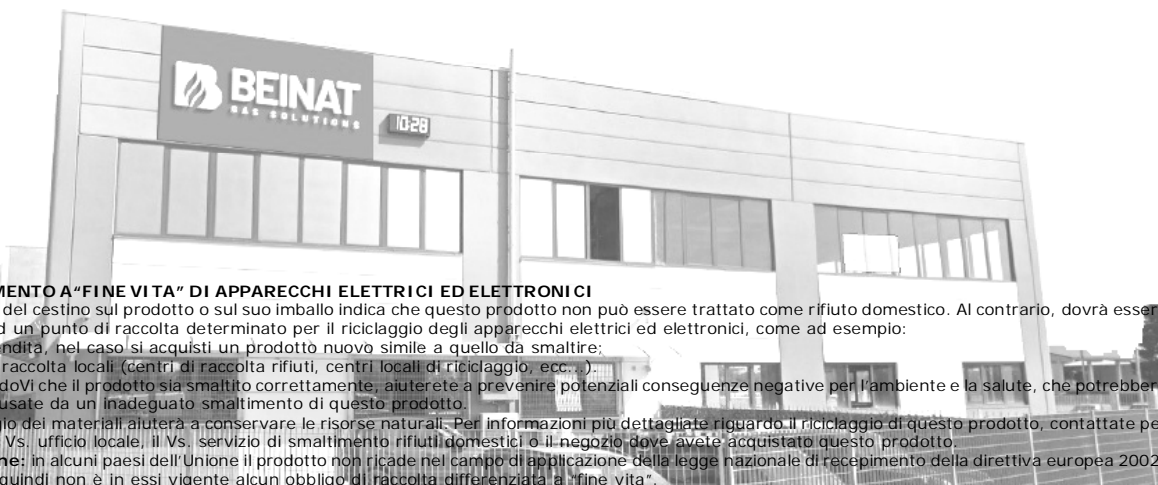 BEINAT
GAS SOLUTIONS
10:28
MENTO A“FINE VITA” DI APPARECCHI ELETTRICI ED ELETTRONICI
del cestino sul prodotto o sul suo imballo indica che questo prodotto non può essere trattato come rifiuto domestico. Al contrario, dovrà esser
d un punto di raccolta determinato per il riciclaggio degli apparecchi elettrici ed elettronici, come ad esempio:
endita, nel caso si acquisti un prodotto nuovo simile a quello da smaltire;
raccolta locali (centri di raccolta rifiuti, centri locali di riciclaggio, ecc...).
doVi che il prodotto sia smaltito correttamente, aiuterete a prevenire potenziali conseguenze negative per l’ambiente e la salute, che potrebber
usate da un inadeguato smaltimento di questo prodotto.
gio dei materiali aiuterà a conservare le risorse naturali. Per informazioni più dettagliate riguardo il riciclaggio di questo prodotto, contattate pe
Vs. ufficio locale, il Vs. servizio di smaltimento rifiuti domestici o il negozio dove avete acquistato questo prodotto.
ne: in alcuni paesi dell’Unione il prodotto non ricade nel campo di applicazione della legge nazionale di recepimento della direttiva europea 2002
quindi non è in essi vigente alcun obbligo di raccolta differenziata a “fine vita”.